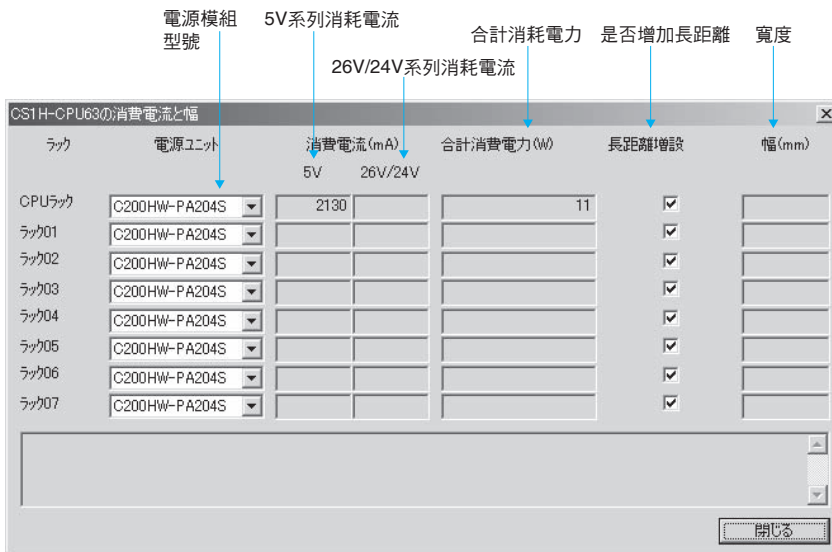 電源模組
型號
5V系列消耗電流
合計消耗電力
是否增加長距離
寬度
26V/24V系列消耗電流
CS1H-CPU63の消費電流と幅
ラック 電源ユニット 消費電流(mA) 合計消費電力(W) 長距離増設 幅(mm)
5V 26V/24V
CPUラック C200HW-PA204S 2130 11
ラック01 C200HW-PA204S
ラック02 C200HW-PA204S
ラック03 C200HW-PA204S
ラック04 C200HW-PA204S
ラック05 C200HW-PA204S
ラック06 C200HW-PA204S
ラック07 C200HW-PA204S
閉じる